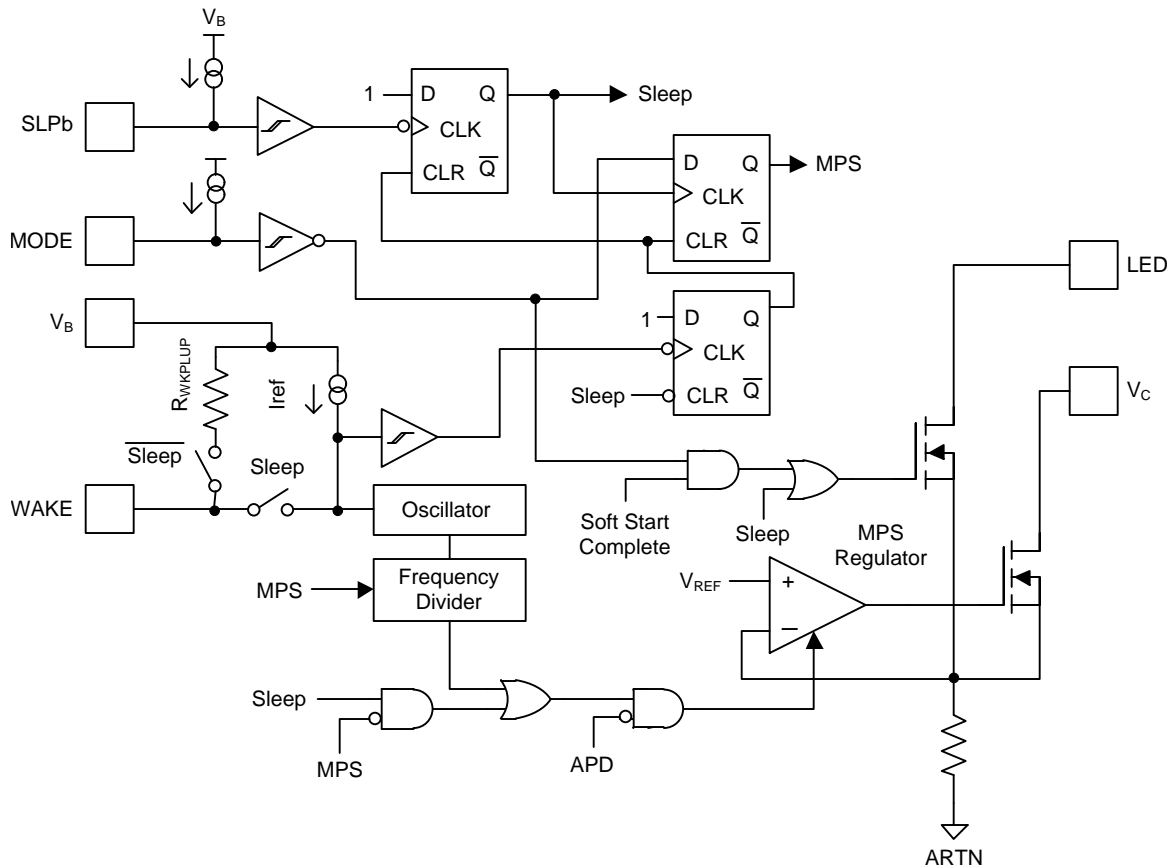 V_B
SLPb
1
D
Q
CLK
CLR
Q̅
Sleep
D
Q
CLK
CLR
Q̅
MPS
MODE
LED
V_B
R_WKPLUP
Iref
1
D
Q
CLK
CLR
Q̅
Sleep
V_C
S̅l̅e̅e̅p̅
Sleep
WAKE
Oscillator
Soft Start
Complete
Sleep
MPS
Regulator
MPS
Frequency
Divider
V_REF
+
−
Sleep
MPS
APD
ARTN